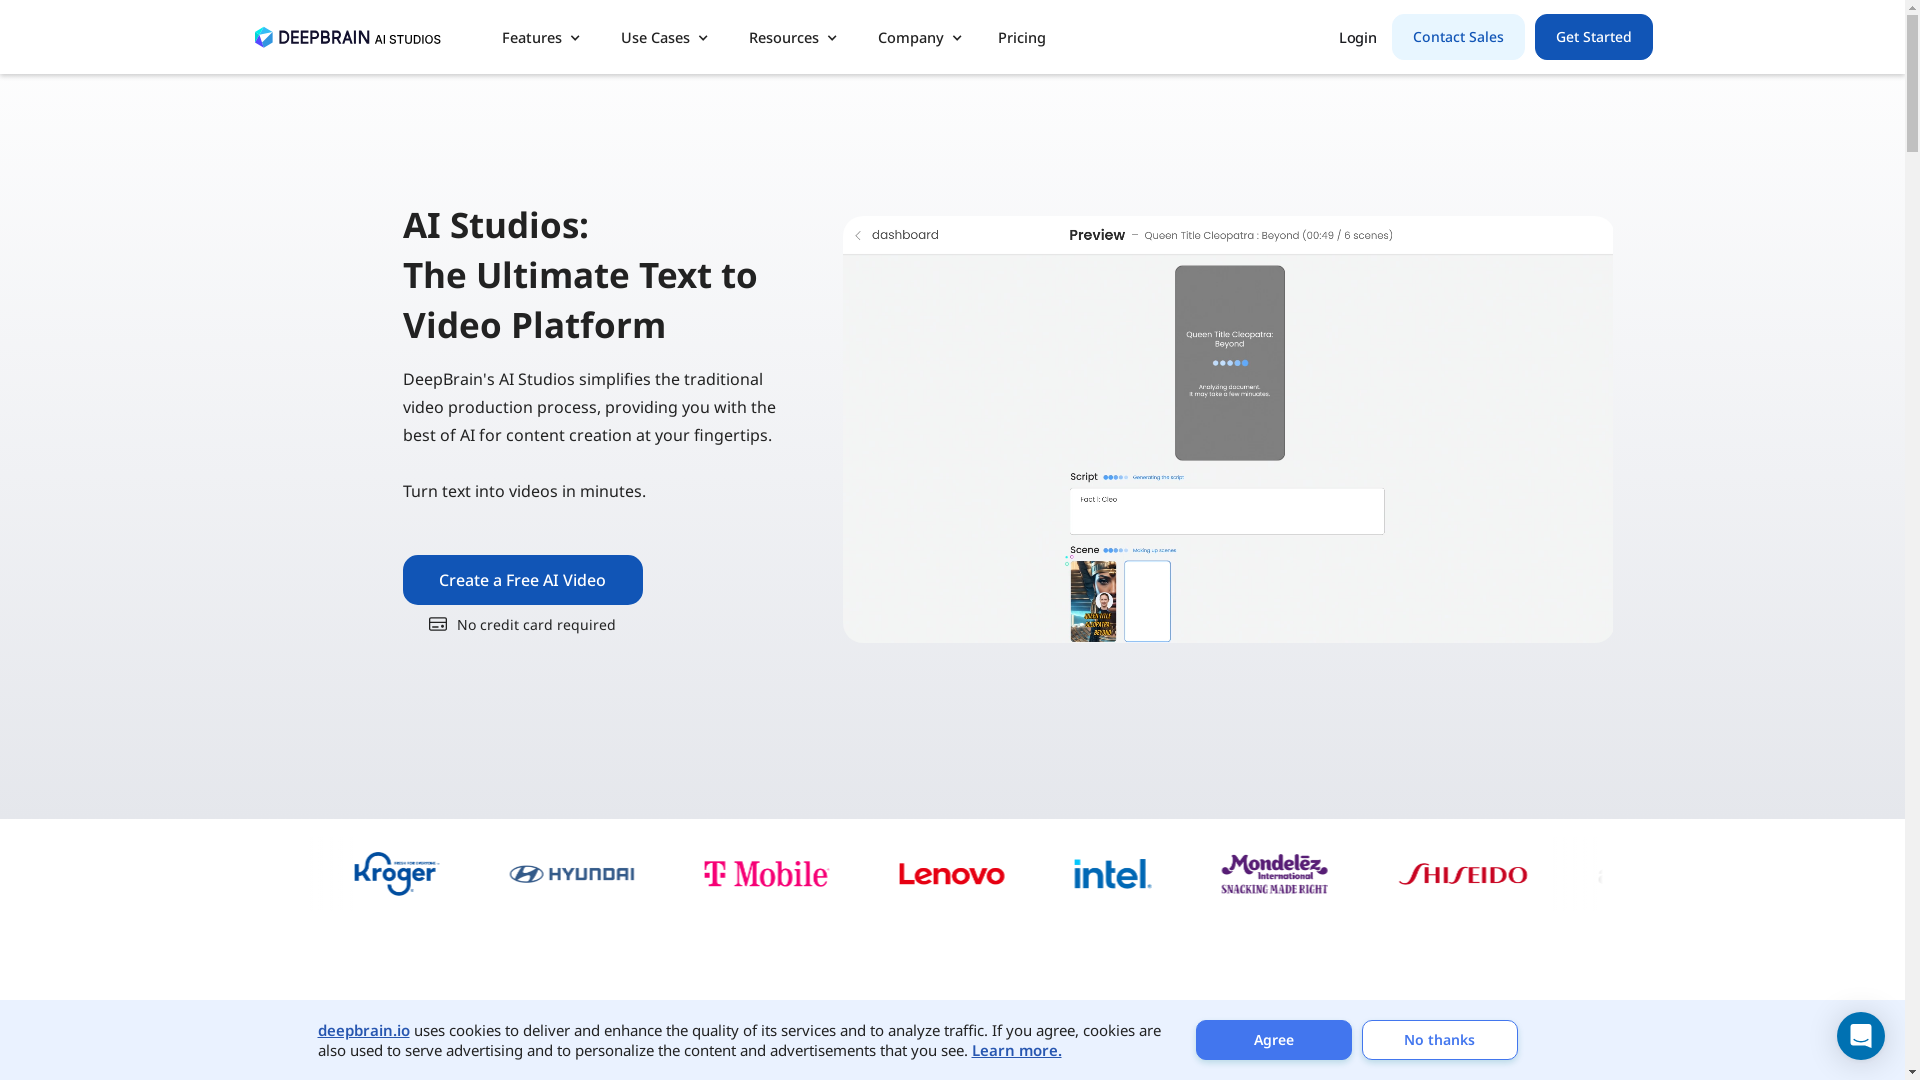 DEEPBRAIN AI STUDIOS
Features
Use Cases
Resources
Company
Pricing
Login
Contact Sales
Get Started
AI Studios:
The Ultimate Text to
Video Platform
DeepBrain's AI Studios simplifies the traditional
video production process, providing you with the
best of AI for content creation at your fingertips.
Turn text into videos in minutes.
Create a Free AI Video
No credit card required
dashboard
Preview – Queen Title Cleopatra : Beyond (00:49 / 6 scenes)
Queen Title Cleopatra:
Beyond
Analyzing document.
It may take a few minuates.
Script
Generating the script
Fact 1: Cleo
Scene
Making up scenes
BEYOND
Kroger
HYUNDAI
T Mobile
Lenovo
intel
Mondelēz
International
SNACKING MADE RIGHT
SHISEIDO
deepbrain.io uses cookies to deliver and enhance the quality of its services and to analyze traffic. If you agree, cookies are
also used to serve advertising and to personalize the content and advertisements that you see. Learn more.
Agree
No thanks